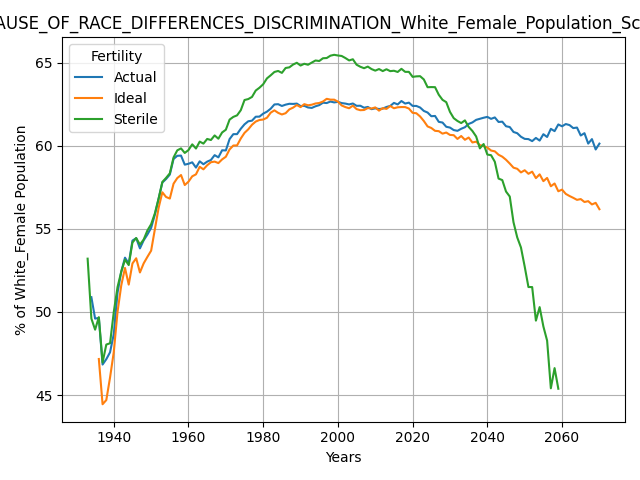 AUSE_OF_RACE_DIFFERENCES_DISCRIMINATION_White_Female_Population_Sc
Fertility
Actual
Ideal
Sterile
% of White_Female Population
65
60
55
50
45
1940 1960 1980 2000 2020 2040 2060
Years